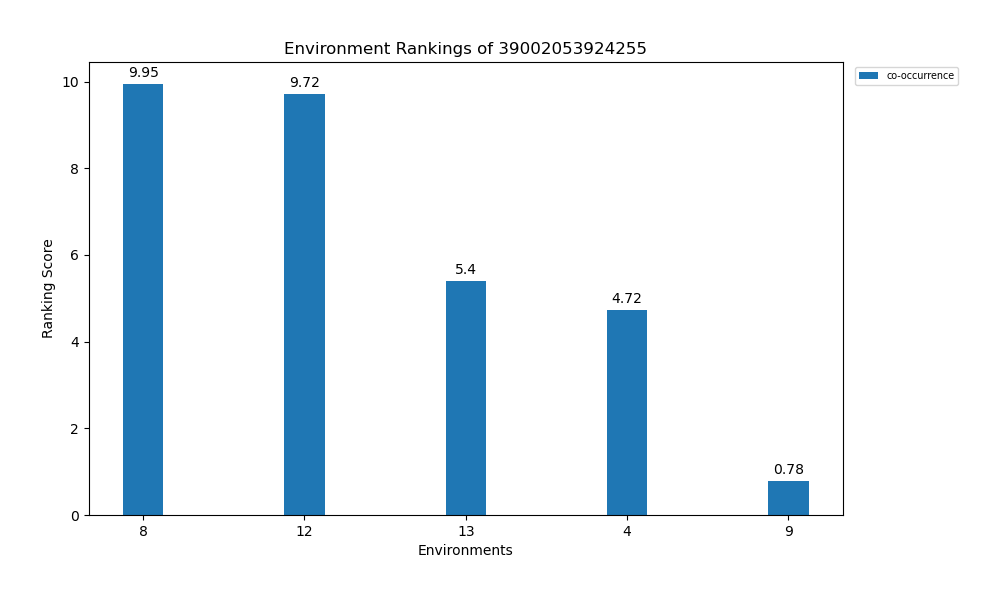 Environment Rankings of 39002053924255
co-occurrence
Ranking Score
10
8
6
4
2
0
9.95
9.72
5.4
4.72
0.78
8 12 13 4 9
Environments